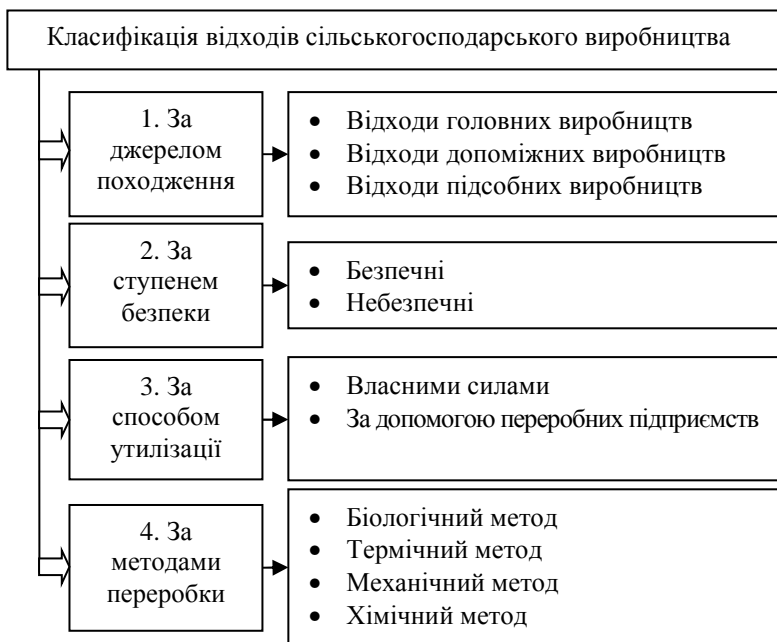 Класифікація відходів сільськогосподарського виробництва
1. За
джерелом
походження
• Відходи головних виробництв
• Відходи допоміжних виробництв
• Відходи підсобних виробництв
2. За
ступенем
безпеки
• Безпечні
• Небезпечні
3. За
способом
утилізації
• Власними силами
• За допомогою переробних підприємств
4. За
методами
переробки
• Біологічний метод
• Термічний метод
• Механічний метод
• Хімічний метод